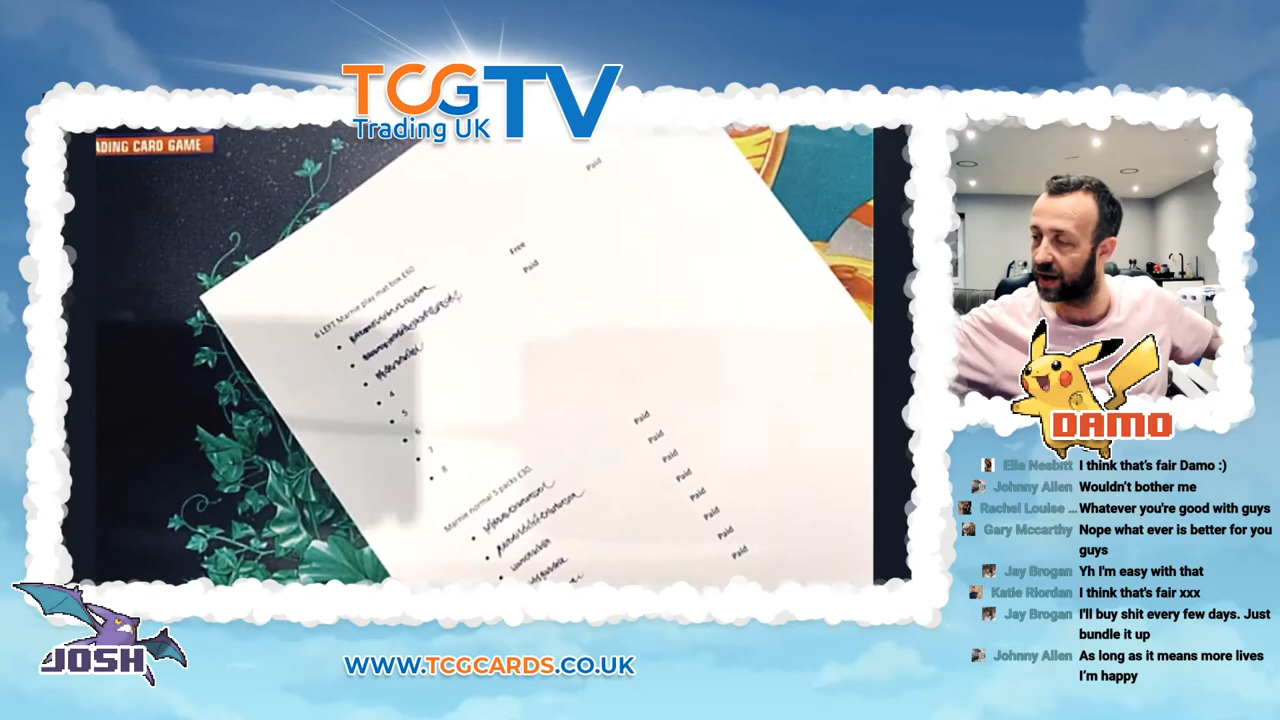 TCG TV
Trading UK
ADING CARD GAME
Paid
Free
Paid
6 LEFT Marnie play mat box £60
4
5
6
7
8
Marnie normal 5 packs £30.
Paid
Paid
Paid
Paid
Paid
Paid
Paid
Paid
DAMO
Elle Nesbitt I think that's fair Damo :)
Johnny Allen Wouldn't bother me
Rachel Louise ... Whatever you're good with guys
Gary Mccarthy Nope what ever is better for you
guys
Jay Brogan Yh I'm easy with that
Katie Riordan I think that's fair xxx
Jay Brogan I'll buy shit every few days. Just
bundle it up
Johnny Allen As long as it means more lives
I'm happy
JOSH
WWW.TCGCARDS.CO.UK